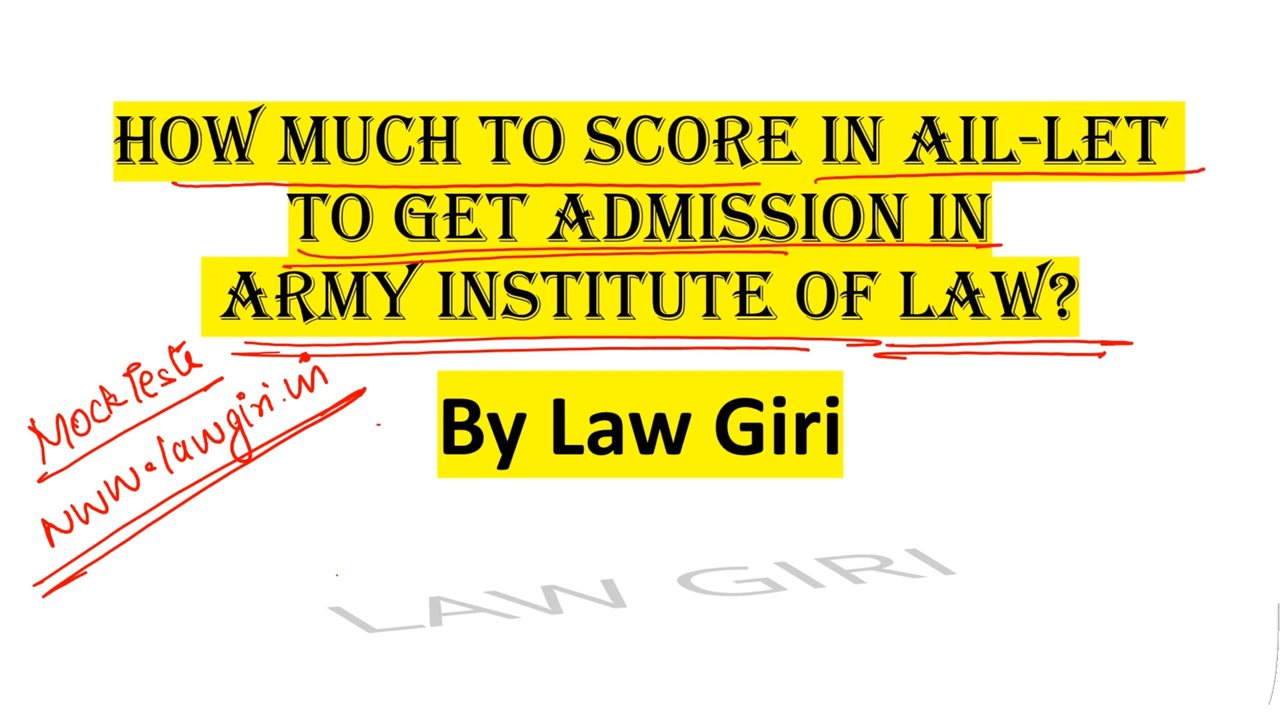 HOW MUCH TO SCORE IN AIL-LET
TO GET ADMISSION IN
ARMY INSTITUTE OF LAW?
By Law Giri
Mock Tests
www.lawgiri.in
LAW GIRI